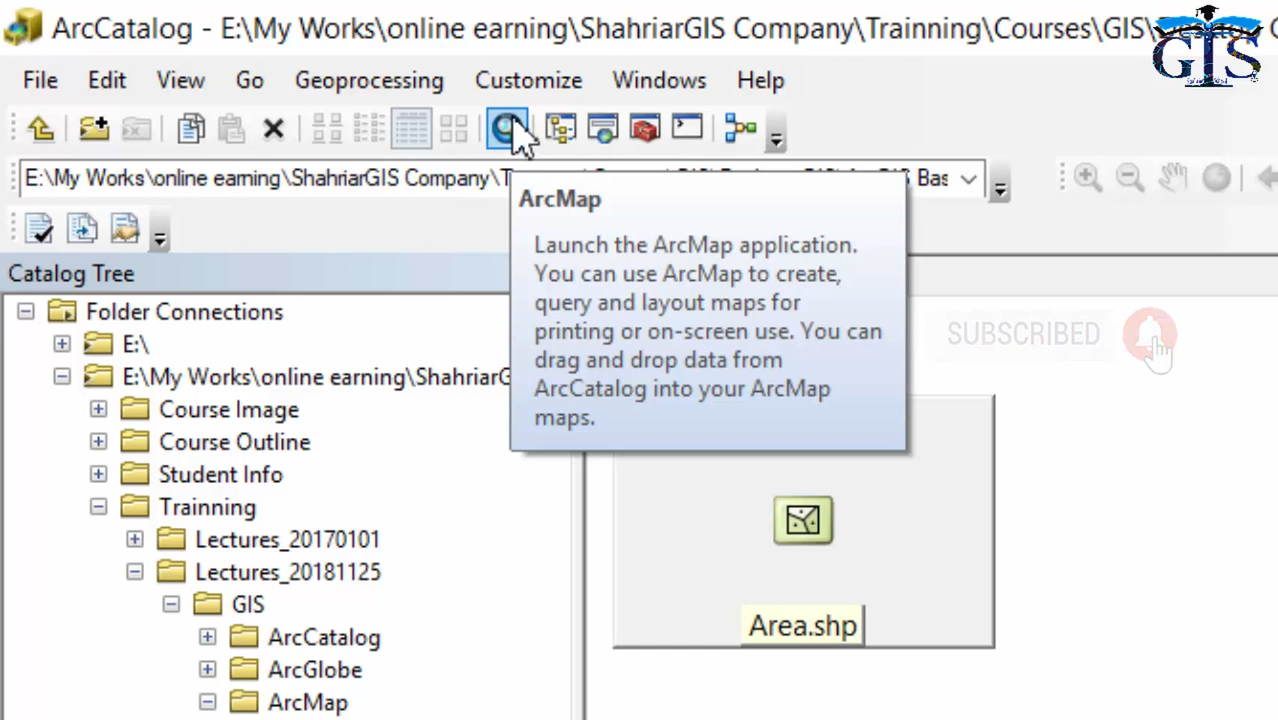 ArcCatalog - E:\My Works\online earning\ShahriarGIS Company\Trainning\Courses\GIS\
GIS
File Edit View Go Geoprocessing Customize Windows Help
E:\My Works\online earning\ShahriarGIS Company\
Bas
ArcMap
Launch the ArcMap application.
You can use ArcMap to create,
query and layout maps for
printing or on-screen use. You can
drag and drop data from
ArcCatalog into your ArcMap
maps.
Catalog Tree
Folder Connections
E:\
E:\My Works\online earning\ShahriarG
Course Image
Course Outline
Student Info
Trainning
Lectures_20170101
Lectures_20181125
GIS
ArcCatalog
ArcGlobe
ArcMap
SUBSCRIBED
Area.shp